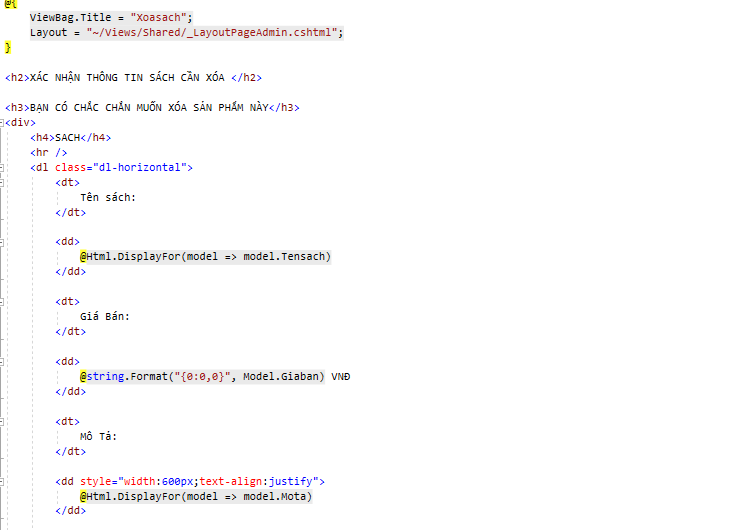 @{
ViewBag.Title = "Xoasach";
Layout = "~/Views/Shared/_LayoutPageAdmin.cshtml";
}
<h2>XÁC NHẬN THÔNG TIN SÁCH CẦN XÓA </h2>
<h3>BẠN CÓ CHẮC CHẮN MUỐN XÓA SẢN PHẨM NÀY</h3>
<div>
<h4>SACH</h4>
<hr />
<dl class="dl-horizontal">
<dt>
Tên sách:
</dt>
<dd>
@Html.DisplayFor(model => model.Tensach)
</dd>
<dt>
Giá Bán:
</dt>
<dd>
@string.Format("{0:0,0}", Model.Giaban) VNĐ
</dd>
<dt>
Mô Tả:
</dt>
<dd style="width:600px;text-align:justify">
@Html.DisplayFor(model => model.Mota)
</dd>